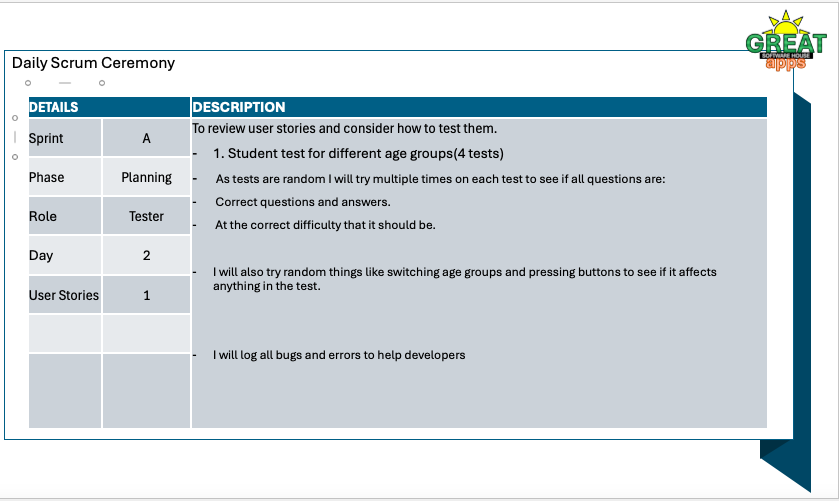 GREAT
SOFTWARE HOUSE
apps
Daily Scrum Ceremony
DETAILS DESCRIPTION
Sprint A
Phase Planning
Role Tester
Day 2
User Stories 1
To review user stories and consider how to test them.
- 1. Student test for different age groups(4 tests)
- As tests are random I will try multiple times on each test to see if all questions are:
- Correct questions and answers.
- At the correct difficulty that it should be.
- I will also try random things like switching age groups and pressing buttons to see if it affects
anything in the test.
- I will log all bugs and errors to help developers